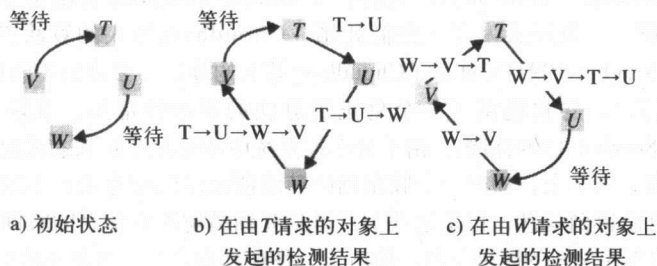 等待
T
V
U
等待
W
a) 初始状态
等待
T
T→U
V
U
T→U→W
T→U→W→V
W
b) 在由T请求的对象上
发起的检测结果
T
W→V→T
W→V→T→U
V
U
W→V
等待
W
c) 在由W请求的对象上
发起的检测结果